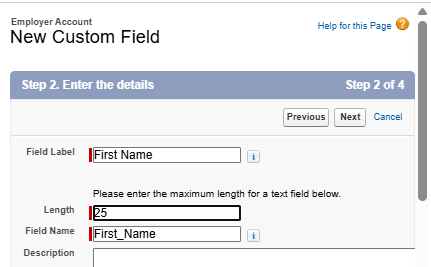 Employer Account
New Custom Field
Help for this Page ?
Step 2. Enter the details
Step 2 of 4
Previous Next Cancel
Field Label First Name i
Please enter the maximum length for a text field below.
Length 25
Field Name First_Name i
Description